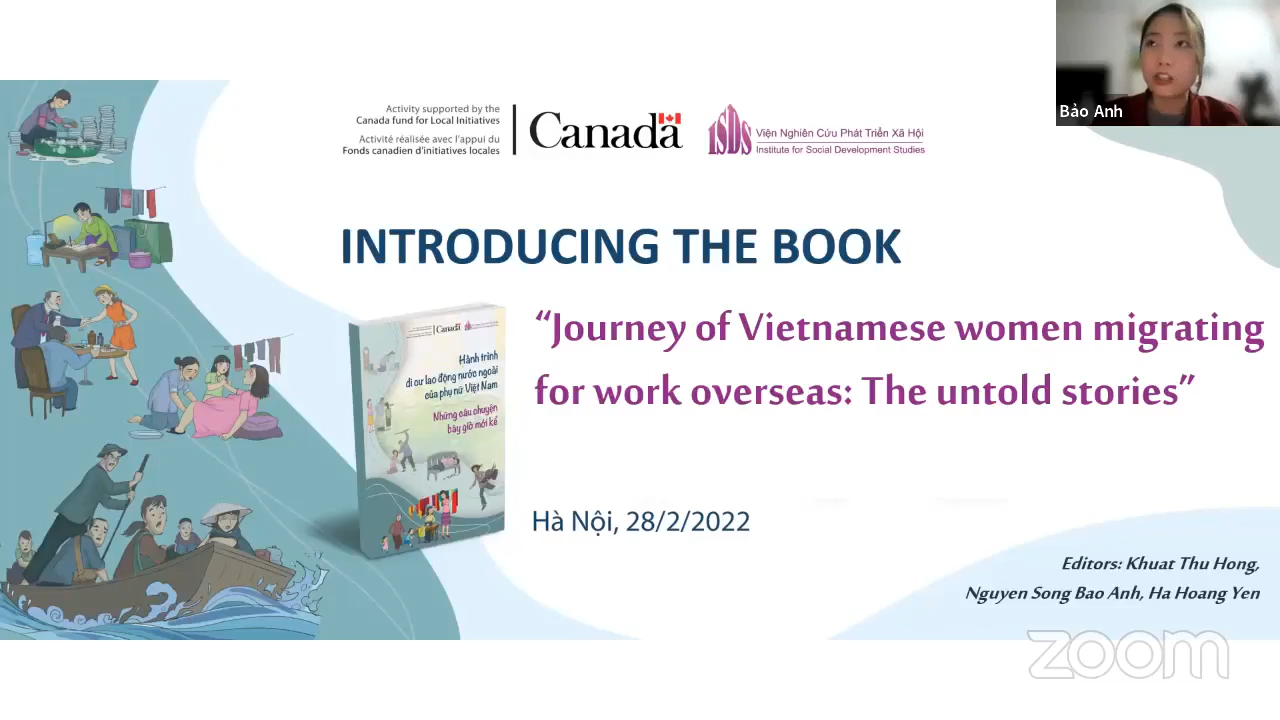 Bảo Anh
Activity supported by the
Canada fund for Local Initiatives
Activité réalisée avec l'appui du
Fonds canadien d'initiatives locales
Canada
ISDS
Viện Nghiên Cứu Phát Triển Xã Hội
Institute for Social Development Studies
INTRODUCING THE BOOK
“Journey of Vietnamese women migrating
for work overseas: The untold stories”
Canada
Hành trình
di cư lao động nước ngoài
của phụ nữ Việt Nam
Những câu chuyện
bây giờ mới kể
Hà Nội, 28/2/2022
Editors: Khuat Thu Hong,
Nguyen Song Bao Anh, Ha Hoang Yen
zoom